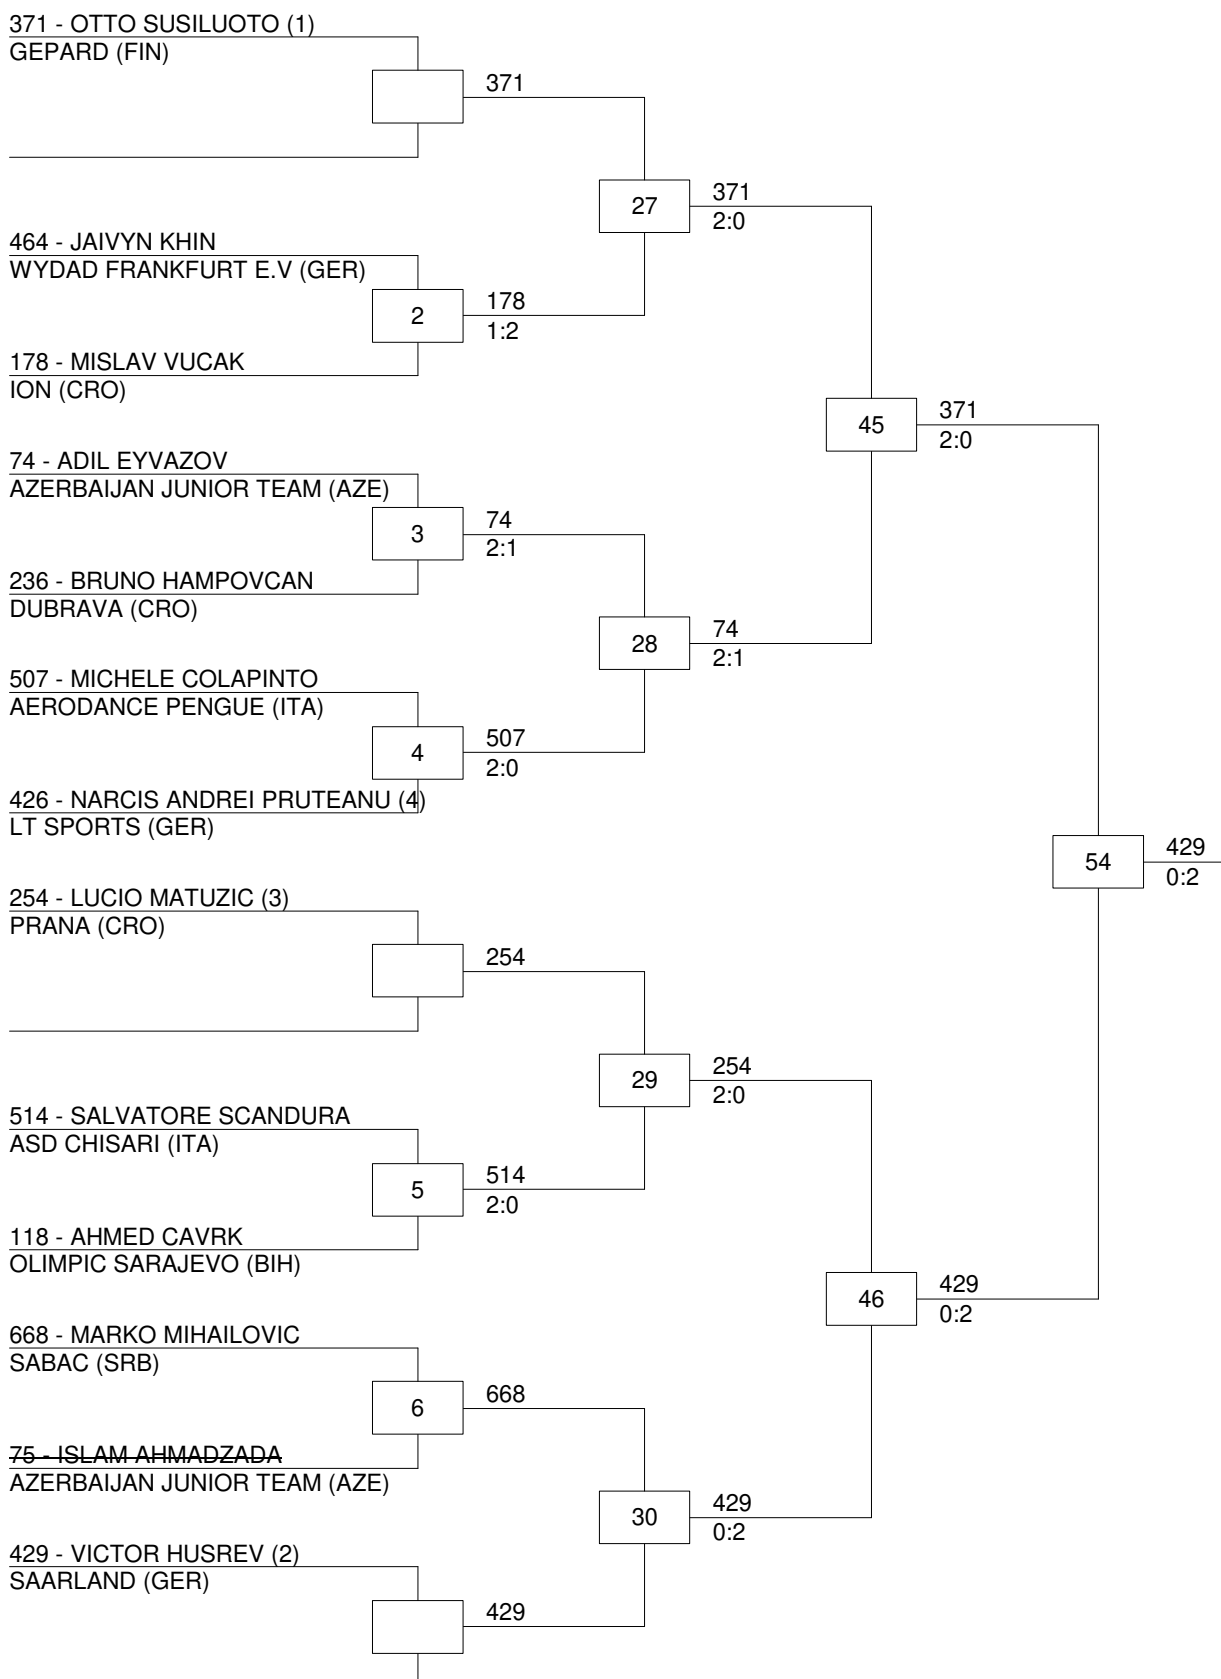 371 - OTTO SUSILUOTO (1)
GEPARD (FIN)
371
27
371
2:0
464 - JAIVYN KHIN
WYDAD FRANKFURT E.V (GER)
2
178
1:2
178 - MISLAV VUCAK
ION (CRO)
45
371
2:0
74 - ADIL EYVAZOV
AZERBAIJAN JUNIOR TEAM (AZE)
3
74
2:1
236 - BRUNO HAMPOVCAN
DUBRAVA (CRO)
28
74
2:1
507 - MICHELE COLAPINTO
AERODANCE PENGUE (ITA)
4
507
2:0
426 - NARCIS ANDREI PRUTEANU (4)
LT SPORTS (GER)
54
429
0:2
254 - LUCIO MATUZIC (3)
PRANA (CRO)
254
29
254
2:0
514 - SALVATORE SCANDURA
ASD CHISARI (ITA)
5
514
2:0
118 - AHMED CAVRK
OLIMPIC SARAJEVO (BIH)
46
429
0:2
668 - MARKO MIHAILOVIC
SABAC (SRB)
6
668
75 - ISLAM AHMADZADA
AZERBAIJAN JUNIOR TEAM (AZE)
30
429
0:2
429 - VICTOR HUSREV (2)
SAARLAND (GER)
429